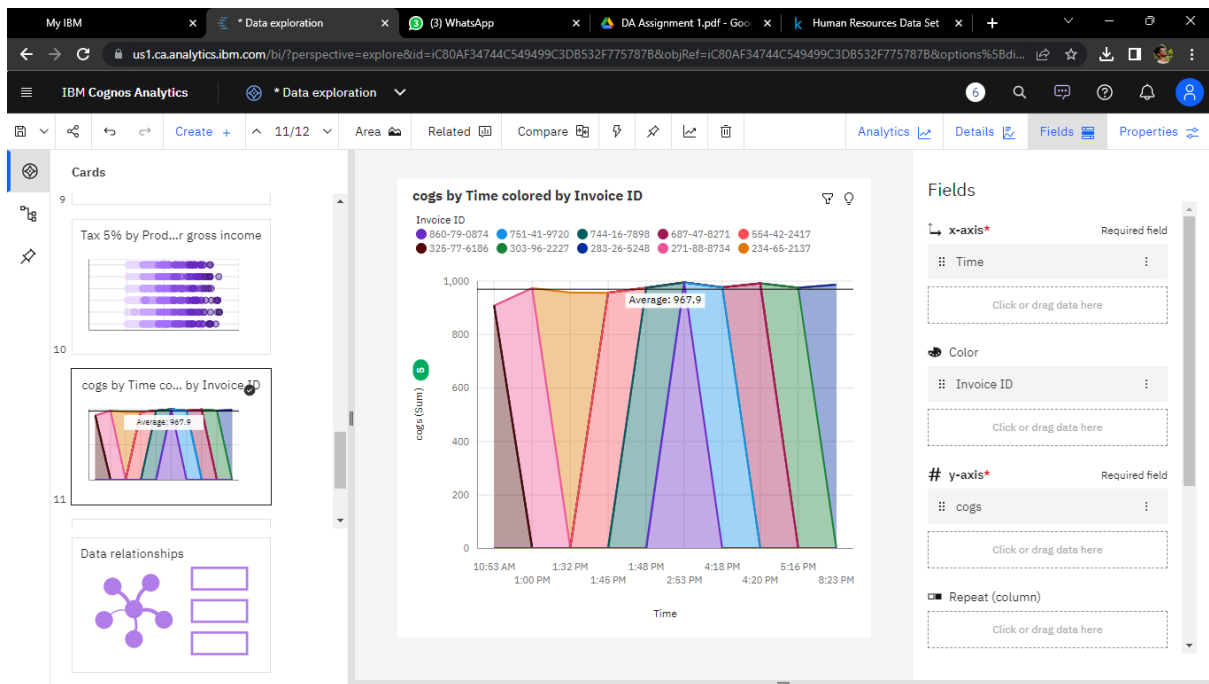 My IBM
* Data exploration
(3) WhatsApp
DA Assignment 1.pdf - Goo
Human Resources Data Set
us1.ca.analytics.ibm.com/bi/?perspective=explore&id=iC80AF34744C549499C3DB532F775787B&objRef=iC80AF34744C549499C3DB532F775787B&options%5Bdi...
IBM Cognos Analytics
* Data exploration
6
Create +
11/12
Area
Related
Compare
Analytics
Details
Fields
Properties
Cards
9
Tax 5% by Prod...r gross income
10
cogs by Time co... by Invoice ID
Average: 967.9
11
Data relationships
cogs by Time colored by Invoice ID
Invoice ID
860-79-0874 751-41-9720 744-16-7898 687-47-8271 554-42-2417
325-77-6186 303-96-2227 283-26-5248 271-88-8734 234-65-2137
1,000
Average: 967.9
800
600
400
200
0
cogs (Sum)
10:53 AM 1:32 PM 1:48 PM 4:18 PM 5:16 PM
1:00 PM 1:45 PM 2:53 PM 4:20 PM 8:23 PM
Time
Fields
x-axis* Required field
Time
Click or drag data here
Color
Invoice ID
Click or drag data here
# y-axis* Required field
cogs
Click or drag data here
Repeat (column)
Click or drag data here